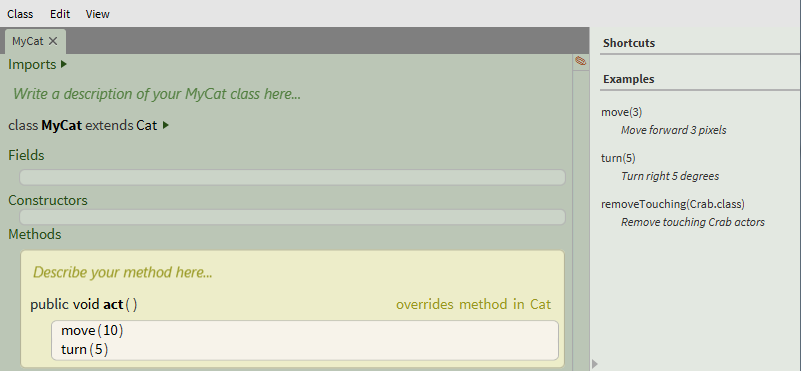 Class Edit View
MyCat ✕
Imports ▸
Write a description of your MyCat class here...
class MyCat extends Cat ▸
Fields
Constructors
Methods
Describe your method here...
public void act()
overrides method in Cat
move(10)
turn(5)
Shortcuts
Examples
move(3)
Move forward 3 pixels
turn(5)
Turn right 5 degrees
removeTouching(Crab.class)
Remove touching Crab actors